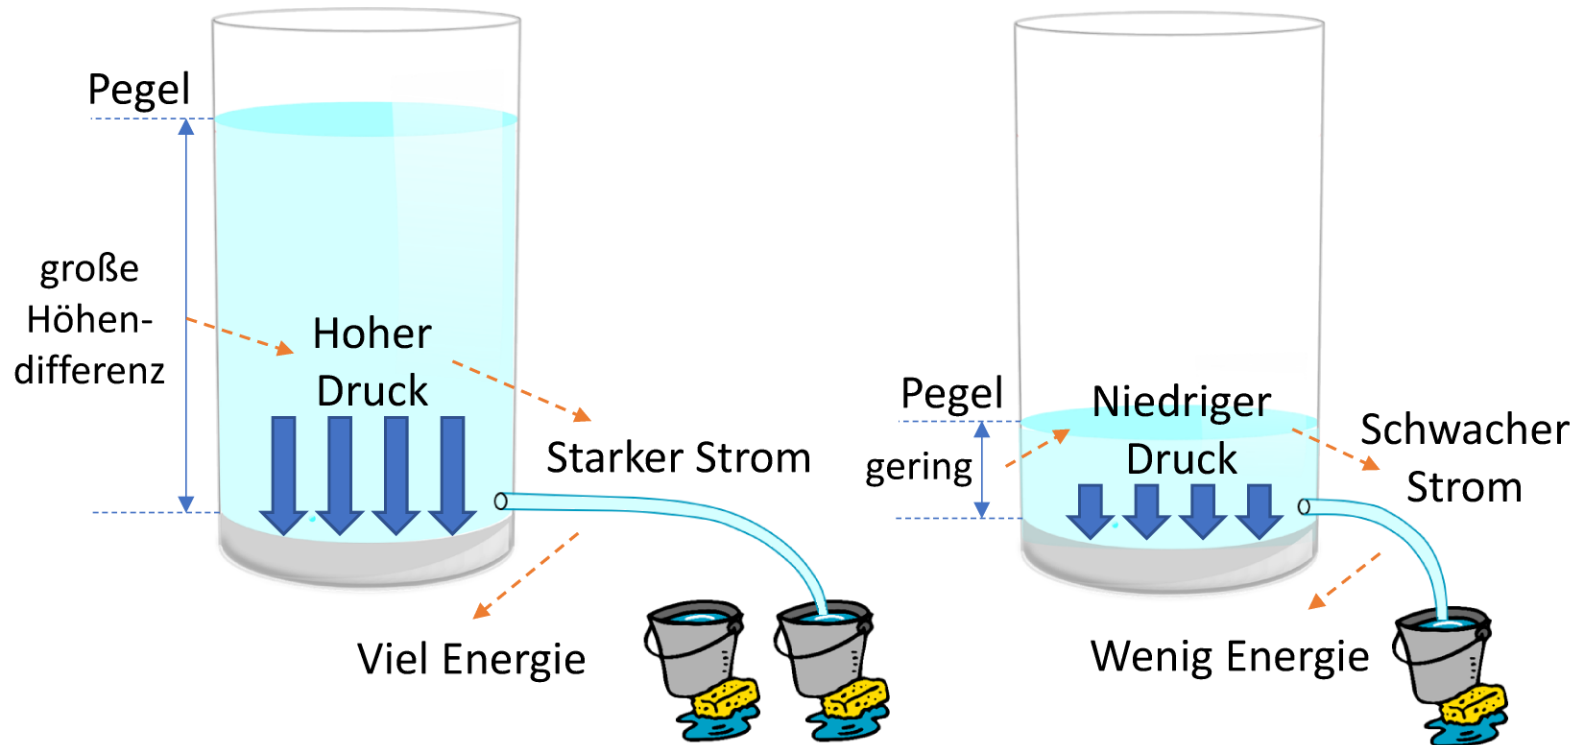 Pegel
große
Höhen-
differenz
Hoher
Druck
Starker Strom
Viel Energie
Pegel
gering
Niedriger
Druck
Schwacher
Strom
Wenig Energie